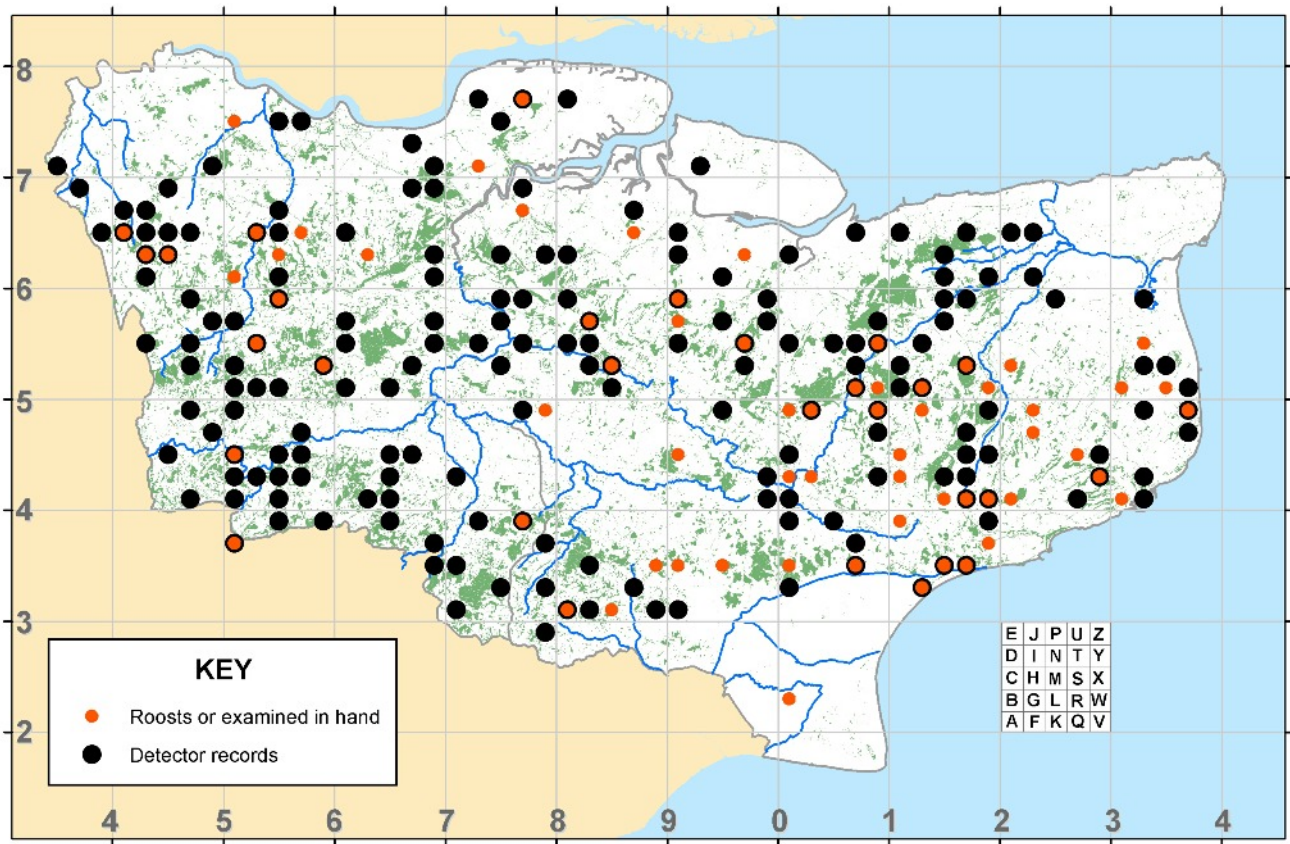 8
7
6
5
4
3
2
KEY
Roosts or examined in hand
Detector records
E J P U Z
D I N T Y
C H M S X
B G L R W
A F K Q V
4 5 6 7 8 9 0 1 2 3 4